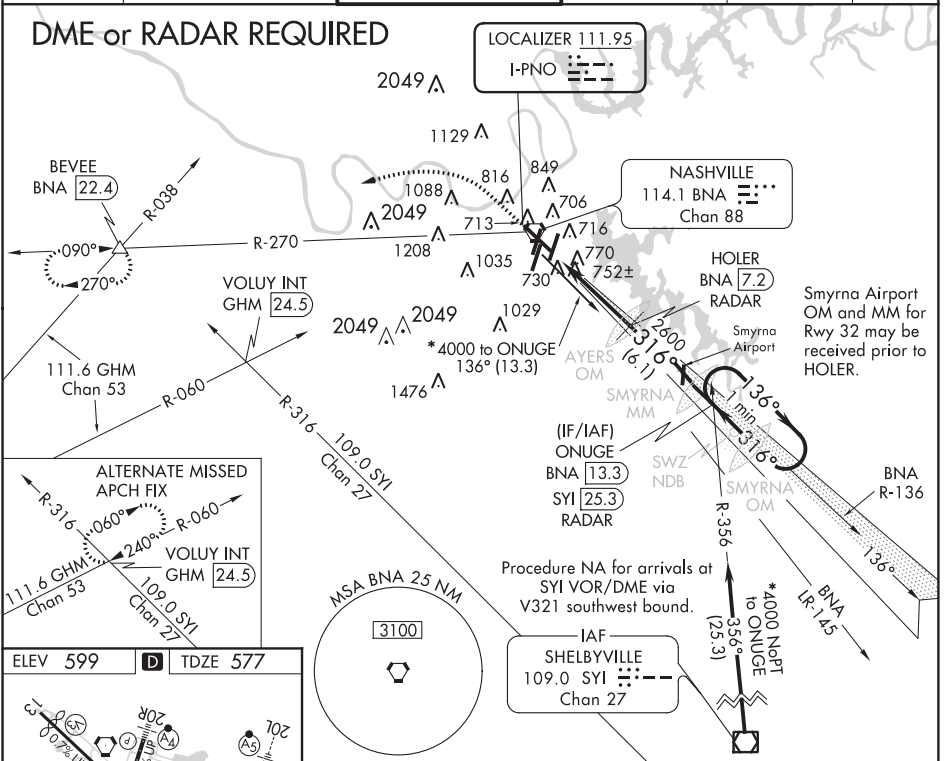 DME or RADAR REQUIRED
LOCALIZER 111.95
I-PNO
2049
1129
BEVEE
BNA 22.4
R-038
849
816
1088
706
NASHVILLE
114.1 BNA
Chan 88
2049
713
716
090°
R-270
1208
270°
770
1035
730
752±
HOLER
BNA 7.2
RADAR
VOLUY INT
GHM 24.5
2049
2049
1029
2600
316°
(6.1)
Smyrna
Airport
Smyrna Airport
OM and MM for
Rwy 32 may be
received prior to
HOLER.
*4000 to ONUGE
136° (13.3)
AYERS
OM
111.6 GHM
Chan 53
R-060
1476
SMYRNA
MM
136°
1 min
316°
R-316
109.0 SYI
Chan 27
(IF/IAF)
ONUGE
BNA 13.3
SYI 25.3
RADAR
SWZ
NDB
SMYRNA
OM
BNA
R-136
ALTERNATE MISSED
APCH FIX
R-316
060°
R-060
240°
VOLUY INT
GHM 24.5
111.6 GHM
Chan 53
109.0 SYI
Chan 27
R-356
136°
Procedure NA for arrivals at
SYI VOR/DME via
V321 southwest bound.
BNA
LR-145
*4000 NoPT
to ONUGE
356°
(25.3)
MSA BNA 25 NM
3100
IAF
SHELBYVILLE
109.0 SYI
Chan 27
ELEV 599
D
TDZE 577
13
V5
P
20R
UP
A4
A5
20L